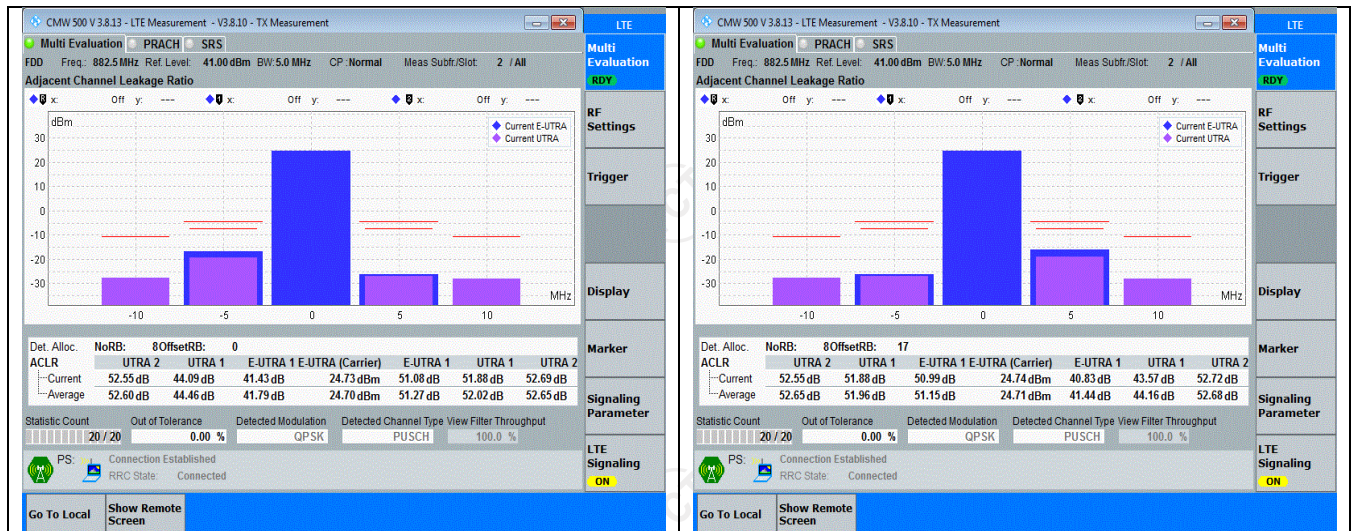 CMW 500 V 3.8.13 - LTE Measurement - V3.8.10 - TX Measurement
LTE
Multi Evaluation PRACH SRS
Multi Evaluation
RDY
FDD Freq.: 882.5 MHz Ref. Level: 41.00 dBm BW: 5.0 MHz CP : Normal Meas Subfr./Slot: 2 / All
Adjacent Channel Leakage Ratio
x: Off y: --- x: Off y: --- x: Off y: ---
RF Settings
dBm
Current E-UTRA
Current UTRA
30
20
10
0
-10
-20
-30
MHz
-10 -5 0 5 10
Trigger
Display
Marker
Det. Alloc. NoRB: 8 OffsetRB: 0
ACLR UTRA 2 UTRA 1 E-UTRA 1 E-UTRA (Carrier) E-UTRA 1 UTRA 1 UTRA 2
Current 52.55 dB 44.09 dB 41.43 dB 24.73 dBm 51.08 dB 51.88 dB 52.69 dB
Average 52.60 dB 44.46 dB 41.79 dB 24.70 dBm 51.27 dB 52.02 dB 52.65 dB
Signaling Parameter
Statistic Count Out of Tolerance Detected Modulation Detected Channel Type View Filter Throughput
20 / 20 0.00 % QPSK PUSCH 100.0 %
PS: Connection Established
RRC State: Connected
LTE Signaling
ON
Go To Local Show Remote Screen
CMW 500 V 3.8.13 - LTE Measurement - V3.8.10 - TX Measurement
LTE
Multi Evaluation PRACH SRS
Multi Evaluation
RDY
FDD Freq.: 882.5 MHz Ref. Level: 41.00 dBm BW: 5.0 MHz CP : Normal Meas Subfr./Slot: 2 / All
Adjacent Channel Leakage Ratio
x: Off y: --- x: Off y: --- x: Off y: ---
RF Settings
dBm
Current E-UTRA
Current UTRA
30
20
10
0
-10
-20
-30
MHz
-10 -5 0 5 10
Trigger
Display
Marker
Det. Alloc. NoRB: 8 OffsetRB: 17
ACLR UTRA 2 UTRA 1 E-UTRA 1 E-UTRA (Carrier) E-UTRA 1 UTRA 1 UTRA 2
Current 52.55 dB 51.88 dB 50.99 dB 24.74 dBm 40.83 dB 43.57 dB 52.72 dB
Average 52.65 dB 51.96 dB 51.15 dB 24.71 dBm 41.44 dB 44.16 dB 52.68 dB
Signaling Parameter
Statistic Count Out of Tolerance Detected Modulation Detected Channel Type View Filter Throughput
20 / 20 0.00 % QPSK PUSCH 100.0 %
PS: Connection Established
RRC State: Connected
LTE Signaling
ON
Go To Local Show Remote Screen